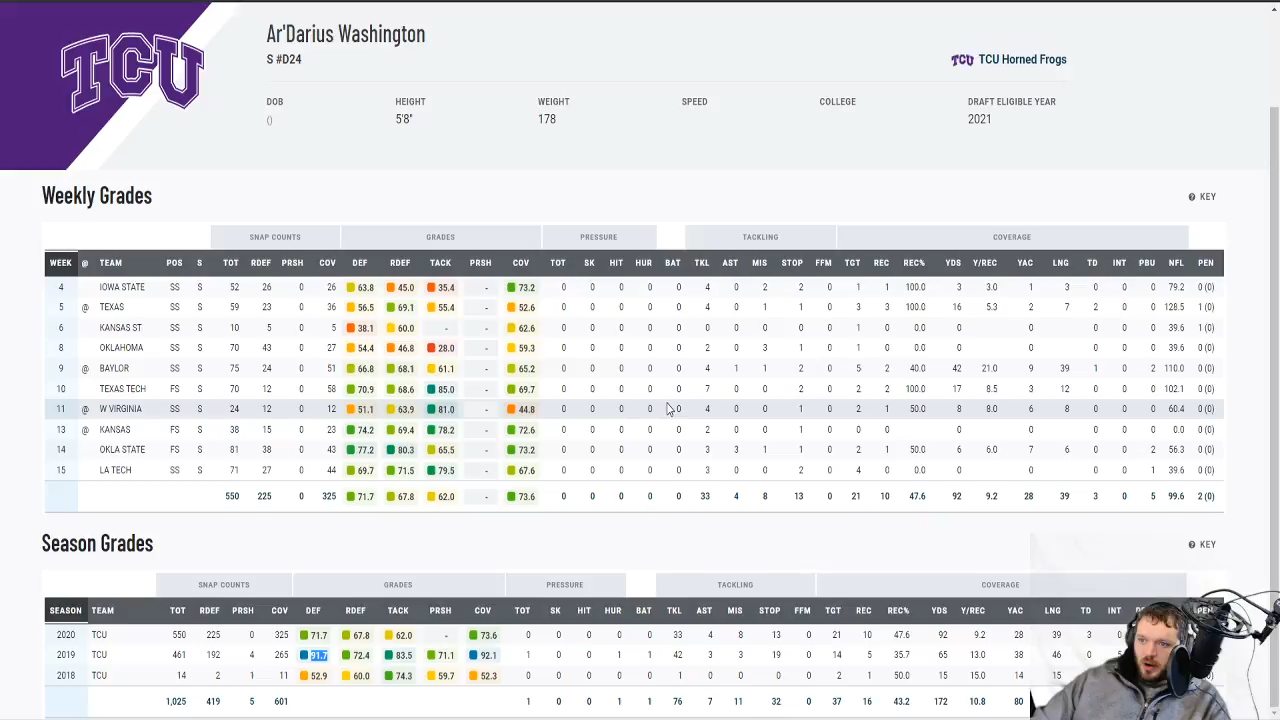 TCU
Ar'Darius Washington
S #D24
TCU TCU Horned Frogs
DOB HEIGHT WEIGHT SPEED COLLEGE DRAFT ELIGIBLE YEAR
() 5'8" 178 2021
Weekly Grades
KEY
SNAP COUNTS GRADES PRESSURE TACKLING COVERAGE
WEEK @ TEAM POS S TOT RDEF PRSH COV DEF RDEF TACK PRSH COV TOT SK HIT HUR BAT TKL AST MIS STOP FFM TGT REC REC% YDS Y/REC YAC LNG TD INT PBU NFL PEN
4 IOWA STATE SS S 52 26 0 26 63.8 45.0 35.4 - 73.2 0 0 0 0 0 4 0 2 2 0 1 1 100.0 3 3.0 1 3 0 0 0 79.2 0 (0)
5 @ TEXAS SS S 59 23 0 36 56.5 69.1 55.4 - 52.6 0 0 0 0 0 4 0 1 1 0 3 3 100.0 16 5.3 2 7 2 0 0 128.5 1 (0)
6 KANSAS ST SS S 10 5 0 5 38.1 60.0 - - 62.6 0 0 0 0 0 0 0 0 0 0 1 0 0.0 0 0 0 0 0 0 39.6 1 (0)
8 OKLAHOMA SS S 70 43 0 27 54.4 46.8 28.0 - 59.3 0 0 0 0 0 2 0 3 1 0 1 0 0.0 0 0 0 0 0 0 39.6 0 (0)
9 @ BAYLOR SS S 75 24 0 51 66.8 68.1 61.1 - 65.2 0 0 0 0 0 4 1 1 2 0 5 2 40.0 42 21.0 9 39 1 0 2 110.0 0 (0)
10 TEXAS TECH FS S 70 12 0 58 70.9 68.6 85.0 - 69.7 0 0 0 0 0 7 0 0 1 0 2 2 100.0 17 8.5 3 12 0 0 0 102.1 0 (0)
11 @ W VIRGINIA SS S 24 12 0 12 51.1 63.9 81.0 - 44.8 0 0 0 0 0 4 0 0 1 0 2 1 50.0 8 8.0 6 8 0 0 0 60.4 0 (0)
13 @ KANSAS FS S 38 15 0 23 74.2 69.4 78.2 - 72.6 0 0 0 0 0 2 0 0 1 0 0 0 0.0 0 0 0 0 0 0 0.0 0 (0)
14 OKLA STATE FS S 81 38 0 43 77.2 80.3 65.5 - 73.2 0 0 0 0 0 3 3 1 1 0 2 1 50.0 6 6.0 7 6 0 0 2 56.3 0 (0)
15 LA TECH SS S 71 27 0 44 69.7 71.5 79.5 - 67.6 0 0 0 0 0 3 0 0 2 0 4 0 0.0 0 0 0 0 0 1 39.6 0 (0)
550 225 0 325 71.7 67.8 62.0 - 73.6 0 0 0 0 0 33 4 8 13 0 21 10 47.6 92 9.2 28 39 3 0 5 99.6 2 (0)
Season Grades
KEY
SNAP COUNTS GRADES PRESSURE TACKLING COVERAGE
SEASON TEAM TOT RDEF PRSH COV DEF RDEF TACK PRSH COV TOT SK HIT HUR BAT TKL AST MIS STOP FFM TGT REC REC% YDS Y/REC YAC LNG TD INT PEN
2020 TCU 550 225 0 325 71.7 67.8 62.0 - 73.6 0 0 0 0 0 33 4 8 13 0 21 10 47.6 92 9.2 28 39 3 0
2019 TCU 461 192 4 265 91.7 72.4 83.5 71.1 92.1 1 0 0 1 1 42 3 3 19 0 14 5 35.7 65 13.0 38 46 0
2018 TCU 14 2 1 11 52.9 60.0 74. 59.7 52.3 0 0 0 0 0 1 0 0 0 0 2 1 50.0 15 15.0 14 15
1,025 419 5 601 1 0 0 1 1 76 7 11 32 0 37 16 43.2 172 10.8 80